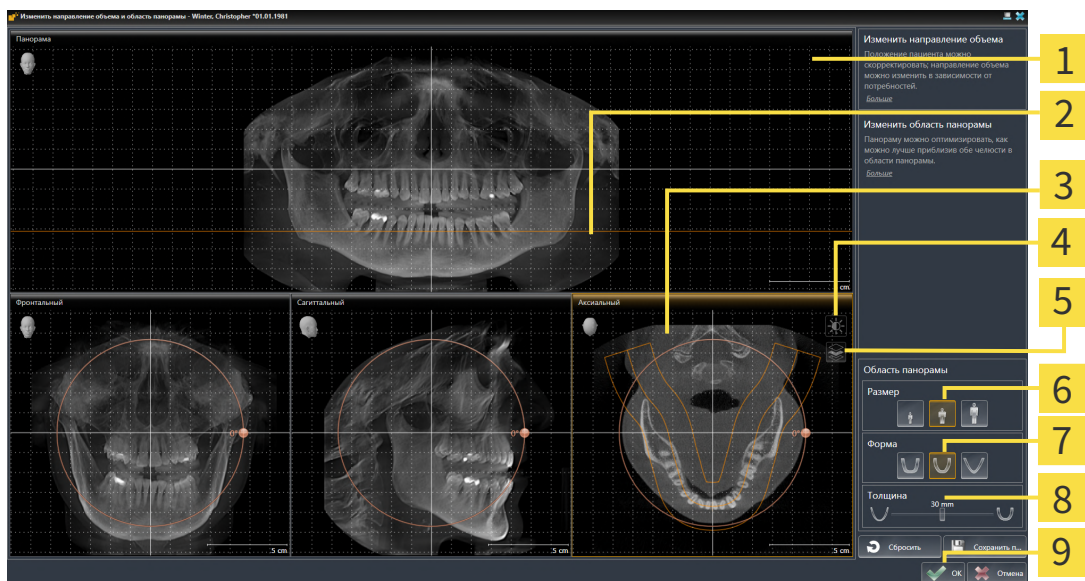 Изменить направление объема и область панорамы - Winter, Christopher *01.01.1981
Панорама
cm
Фронтальный
0°
.5 cm
Сагиттальный
0°
.5 cm
Аксиальный
0°
.5 cm
Изменить направление объема
Положение пациента можно
скорректировать; направление объема
можно изменить в зависимости от
потребностей.
Больше
Изменить область панорамы
Панораму можно оптимизировать, как
можно лучше приблизив обе челюсти в
области панорамы.
Больше
Область панорамы
Размер
Форма
Толщина
30 mm
Сбросить
Сохранить п...
OK
Отмена
1
2
3
4
5
6
7
8
9